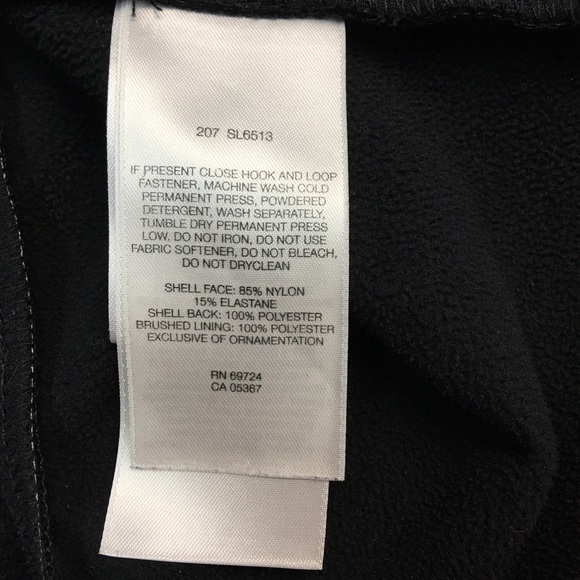 207 SL6513
IF PRESENT CLOSE HOOK AND LOOP
FASTENER, MACHINE WASH COLD
PERMANENT PRESS, POWDERED
DETERGENT, WASH SEPARATELY,
TUMBLE DRY PERMANENT PRESS
LOW, DO NOT IRON, DO NOT USE
FABRIC SOFTENER, DO NOT BLEACH,
DO NOT DRYCLEAN
SHELL FACE: 85% NYLON
15% ELASTANE
SHELL BACK: 100% POLYESTER
BRUSHED LINING: 100% POLYESTER
EXCLUSIVE OF ORNAMENTATION
RN 69724
CA 05367